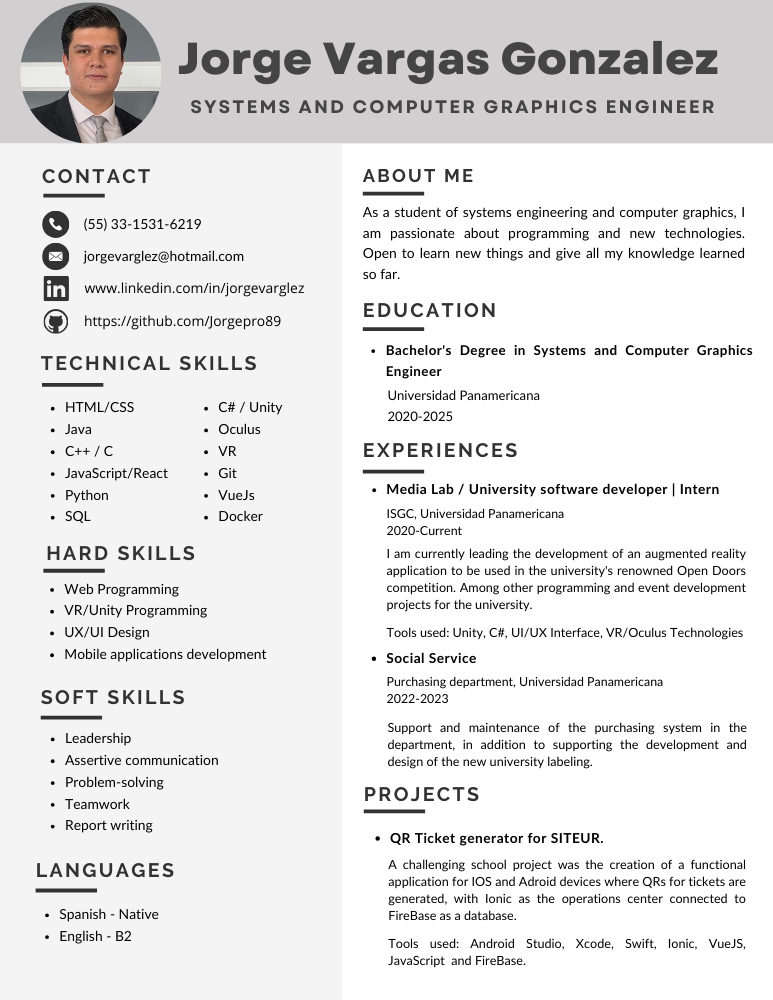 Jorge Vargas Gonzalez
SYSTEMS AND COMPUTER GRAPHICS ENGINEER
CONTACT
(55) 33-1531-6219
jorgevarglez@hotmail.com
www.linkedin.com/in/jorgevarglez
https://github.com/Jorgepro89
TECHNICAL SKILLS
• HTML/CSS
• Java
• C++ / C
• JavaScript/React
• Python
• SQL
• C# / Unity
• Oculus
• VR
• Git
• VueJs
• Docker
HARD SKILLS
• Web Programming
• VR/Unity Programming
• UX/UI Design
• Mobile applications development
SOFT SKILLS
• Leadership
• Assertive communication
• Problem-solving
• Teamwork
• Report writing
LANGUAGES
• Spanish - Native
• English - B2
ABOUT ME
As a student of systems engineering and computer graphics, I
am passionate about programming and new technologies.
Open to learn new things and give all my knowledge learned
so far.
EDUCATION
• Bachelor's Degree in Systems and Computer Graphics
Engineer
Universidad Panamericana
2020-2025
EXPERIENCES
• Media Lab / University software developer | Intern
ISGC, Universidad Panamericana
2020-Current
I am currently leading the development of an augmented reality
application to be used in the university's renowned Open Doors
competition. Among other programming and event development
projects for the university.
Tools used: Unity, C#, UI/UX Interface, VR/Oculus Technologies
• Social Service
Purchasing department, Universidad Panamericana
2022-2023
Support and maintenance of the purchasing system in the
department, in addition to supporting the development and
design of the new university labeling.
PROJECTS
• QR Ticket generator for SITEUR.
A challenging school project was the creation of a functional
application for IOS and Adroid devices where QRs for tickets are
generated, with Ionic as the operations center connected to
FireBase as a database.
Tools used: Android Studio, Xcode, Swift, Ionic, VueJS,
JavaScript and FireBase.